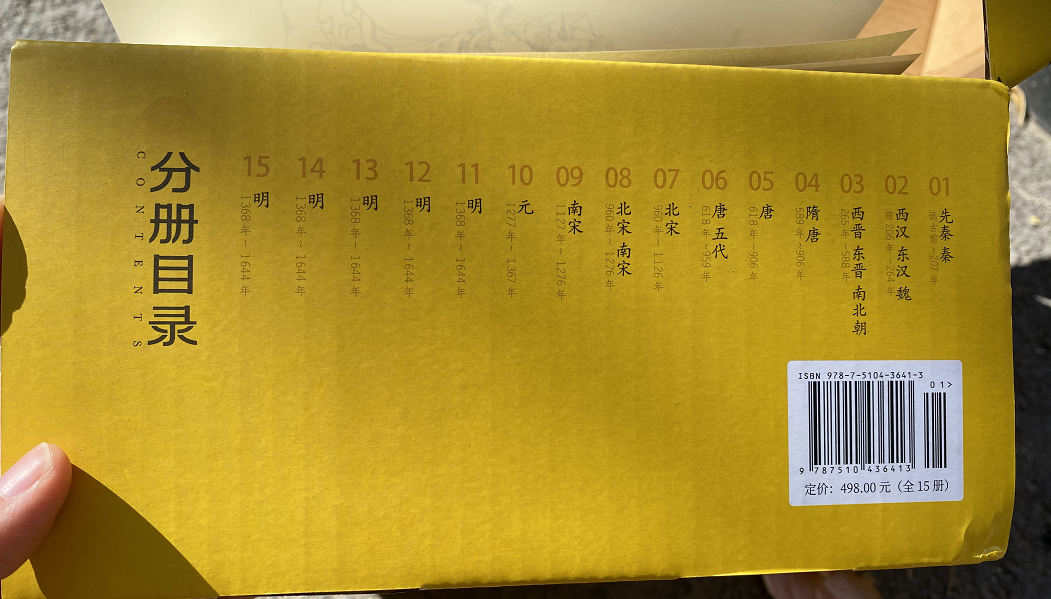 分册目录
CONTENTS
01
先秦 秦
远古前~207年
02
西汉 东汉 魏
前206年~264年
03
西晋 东晋 南北朝
265年~588年
04
隋 唐
589年~906年
05
唐
618年~906年
06
唐 五代
618年~959年
07
北宋
960年~1126年
08
北宋 南宋
960年~1276年
09
南宋
1127年~1276年
10
元
1277年~1367年
11
明
1368年~1644年
12
明
1368年~1644年
13
明
1368年~1644年
14
明
1368年~1644年
15
明
1368年~1644年
ISBN 978-7-5104-3641-3
01>
9 787510 436413
定价：498.00元（全15册）